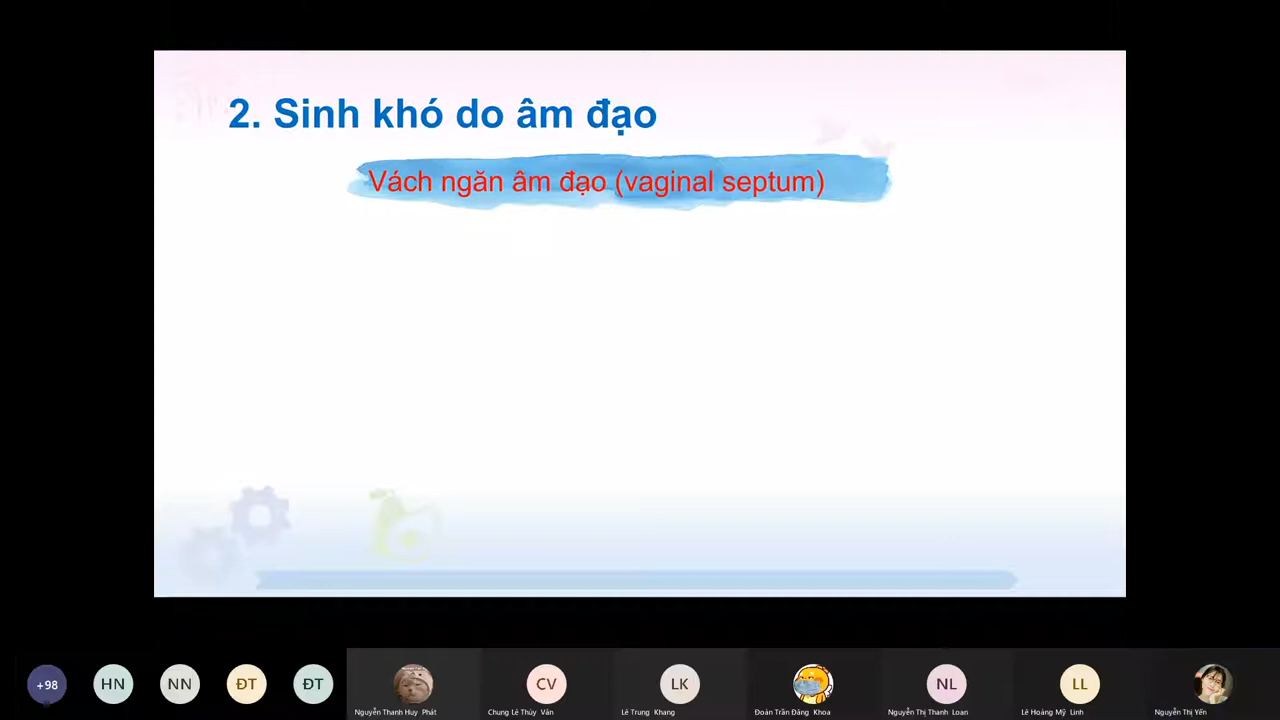 2. Sinh khó do âm đạo
Vách ngăn âm đạo (vaginal septum)
+98
HN
NN
ĐT
ĐT
CV
LK
NL
LL
Nguyễn Thanh Huy Phát
Chung Lê Thúy Vân
Lê Trung Khang
Đoàn Trần Đăng Khoa
Nguyễn Thị Thanh Loan
Lê Hoàng Mỹ Linh
Nguyễn Thị Yến